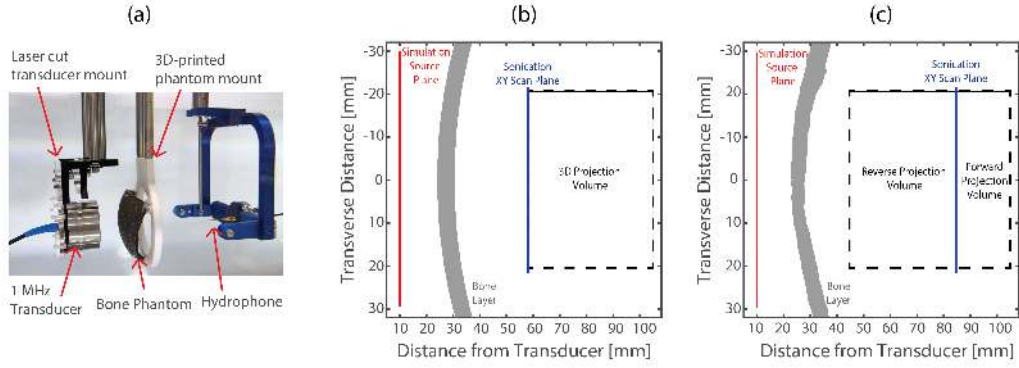 (a)
Laser cut
transducer mount
3D-printed
phantom mount
1 MHz
Transducer
Bone Phantom
Hydrophone
(b)
Transverse Distance [mm]
-30
-20
-10
0
10
20
30
Simulation
Source
Plane
Sonication
XY Scan Plane
3D Projection
Volume
Bone
Layer
10 20 30 40 50 60 70 80 90 100
Distance from Transducer [mm]
(c)
Transverse Distance [mm]
-30
-20
-10
0
10
20
30
Simulation
Source
Plane
Sonication
XY Scan Plane
Reverse Projection
Volume
Forward
Projection
Volume
Bone
Layer
10 20 30 40 50 60 70 80 90 100
Distance from Transducer [mm]